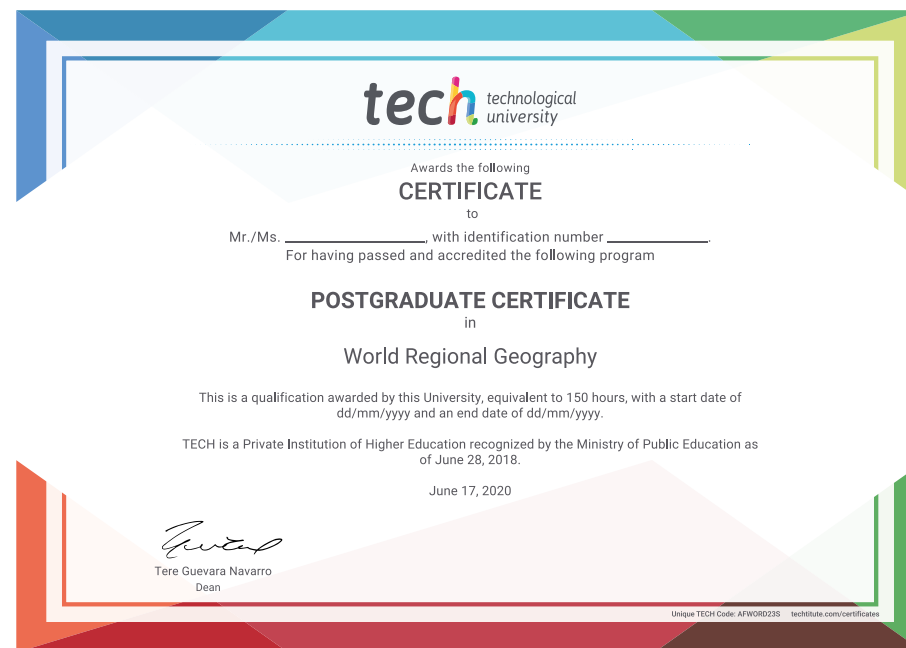 tech technological
university
Awards the following
CERTIFICATE
to
Mr./Ms. ____________, with identification number ____________.
For having passed and accredited the following program
POSTGRADUATE CERTIFICATE
in
World Regional Geography
This is a qualification awarded by this University, equivalent to 150 hours, with a start date of
dd/mm/yyyy and an end date of dd/mm/yyyy.
TECH is a Private Institution of Higher Education recognized by the Ministry of Public Education as
of June 28, 2018.
June 17, 2020
Tere Guevara Navarro
Dean
Unique TECH Code: AFWORD23S techtitute.com/certificates